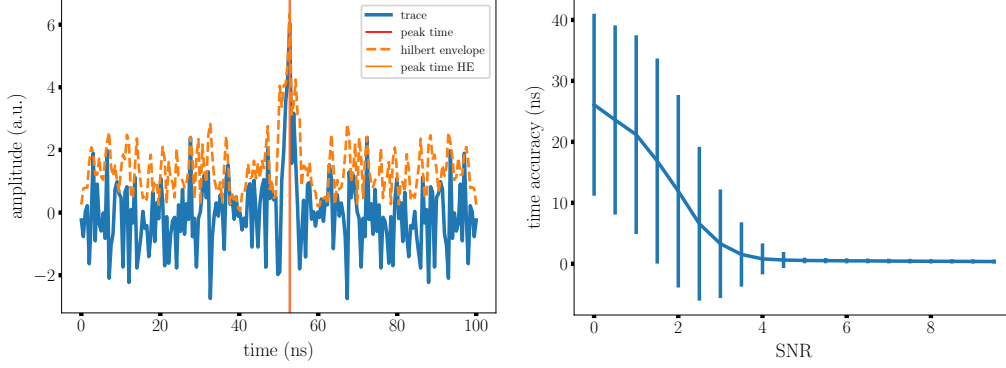 6
4
2
0
−2
amplitude (a.u.)
trace
peak time
hilbert envelope
peak time HE
0
20
40
60
80
100
time (ns)
40
30
20
10
0
time accuracy (ns)
0
2
4
6
8
SNR